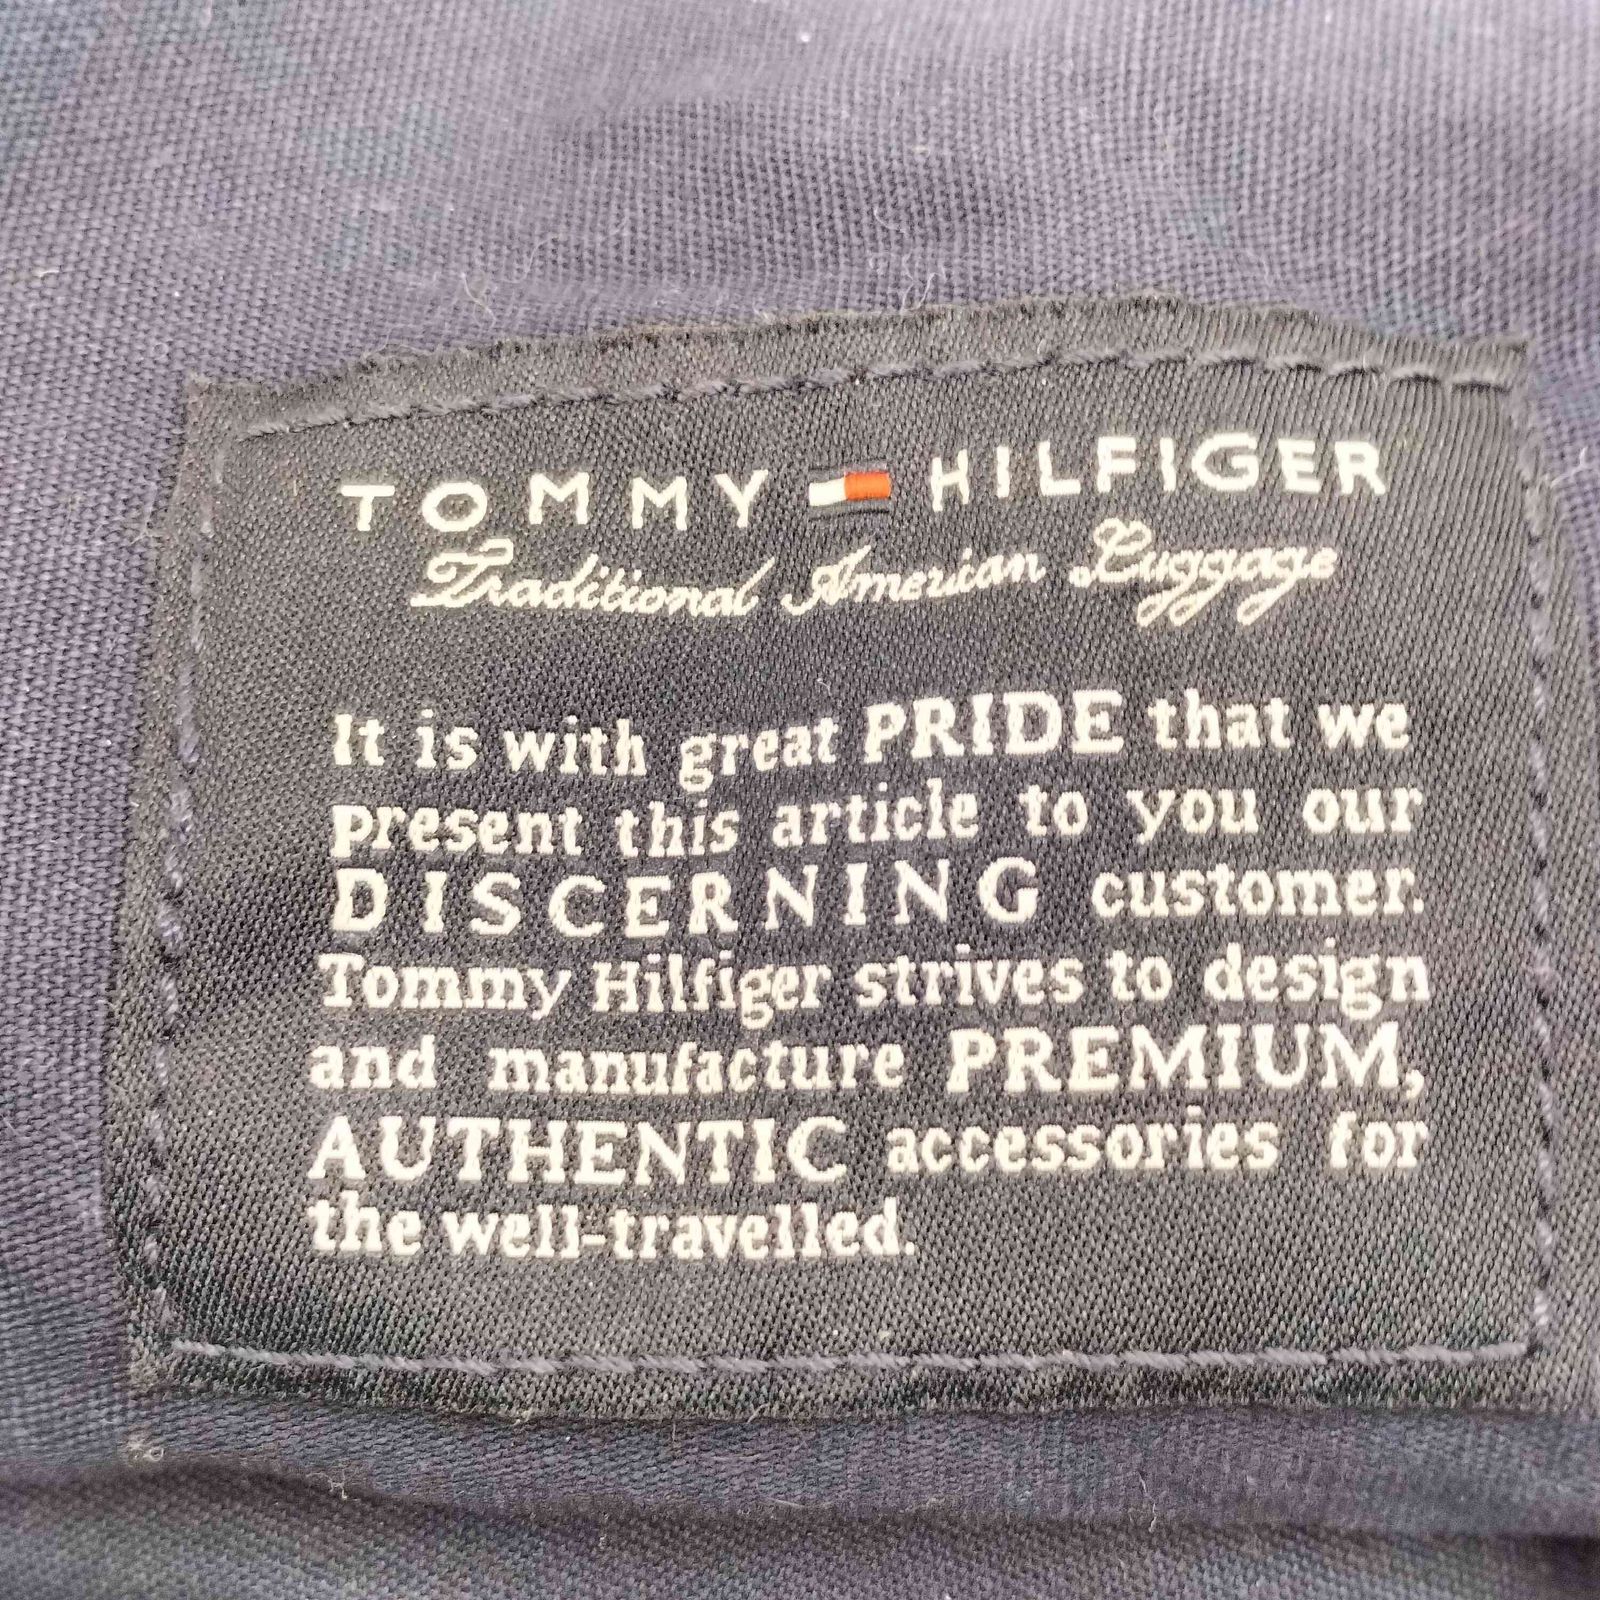 TOMMY HILFIGER
Traditional American Luggage
It is with great PRIDE that we
present this article to you our
DISCERNING customer.
Tommy Hilfiger strives to design
and manufacture PREMIUM,
AUTHENTIC accessories for
the well-travelled.